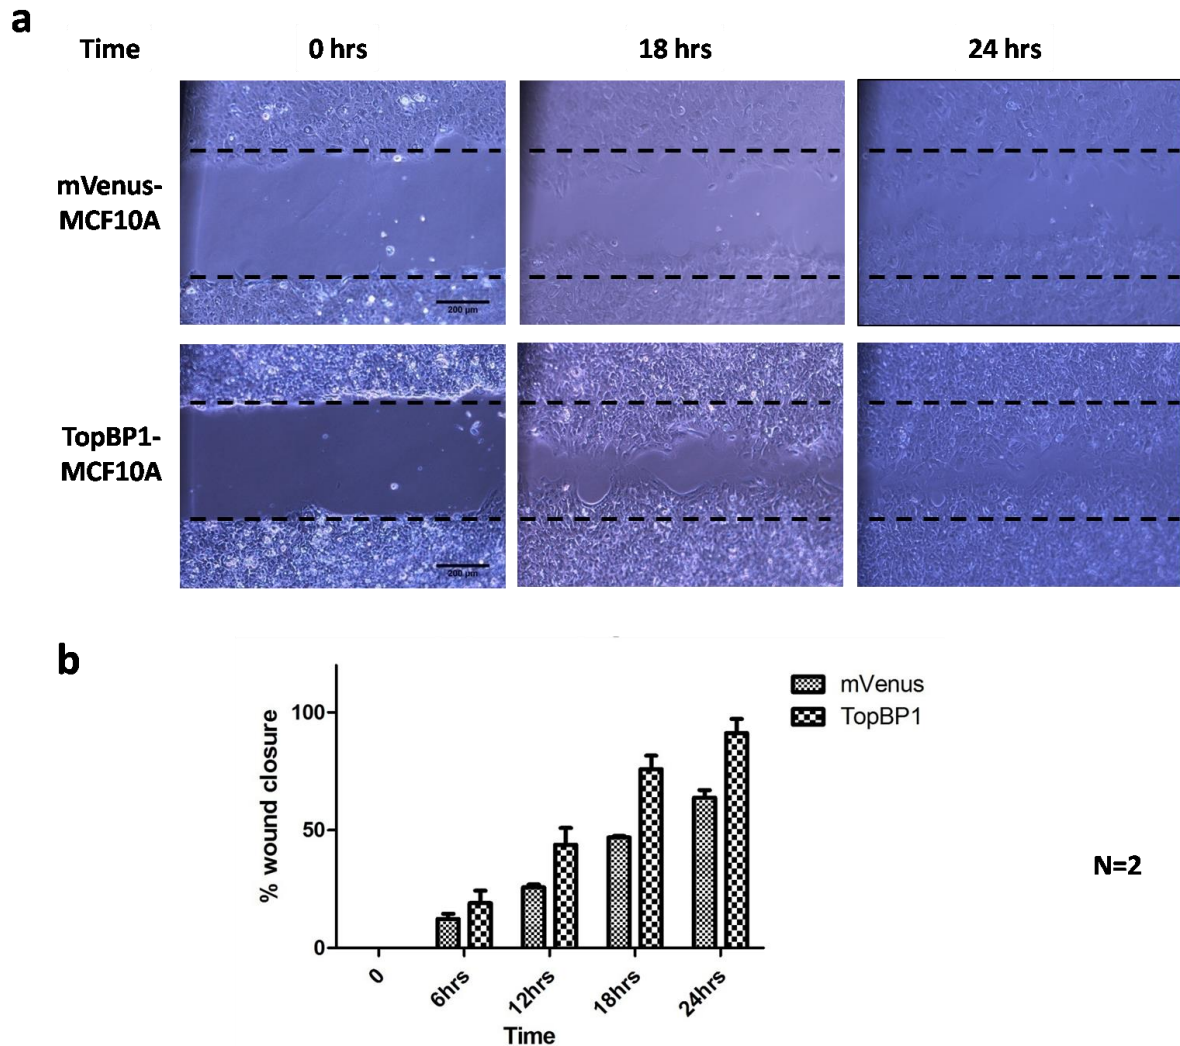 a
Time 0 hrs 18 hrs 24 hrs
mVenus-
MCF10A
200 µm
TopBP1-
MCF10A
200 µm
b
% wound closure
100
50
0
0 6hrs 12hrs 18hrs 24hrs
Time
mVenus
TopBP1
N=2